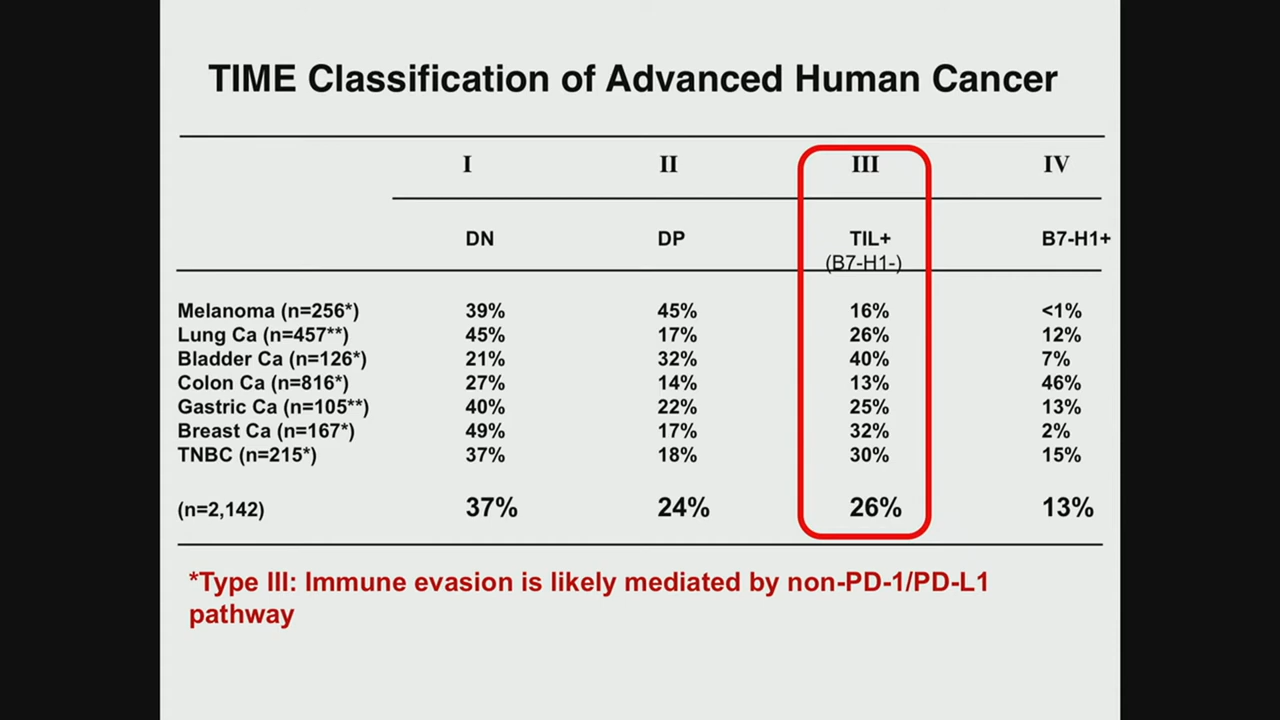 TIME Classification of Advanced Human Cancer
I II III IV
DN DP TIL+ B7-H1+
(B7-H1-)
Melanoma (n=256*) 39% 45% 16% <1%
Lung Ca (n=457**) 45% 17% 26% 12%
Bladder Ca (n=126*) 21% 32% 40% 7%
Colon Ca (n=816*) 27% 14% 13% 46%
Gastric Ca (n=105**) 40% 22% 25% 13%
Breast Ca (n=167*) 49% 17% 32% 2%
TNBC (n=215*) 37% 18% 30% 15%
(n=2,142) 37% 24% 26% 13%
*Type III: Immune evasion is likely mediated by non-PD-1/PD-L1
pathway